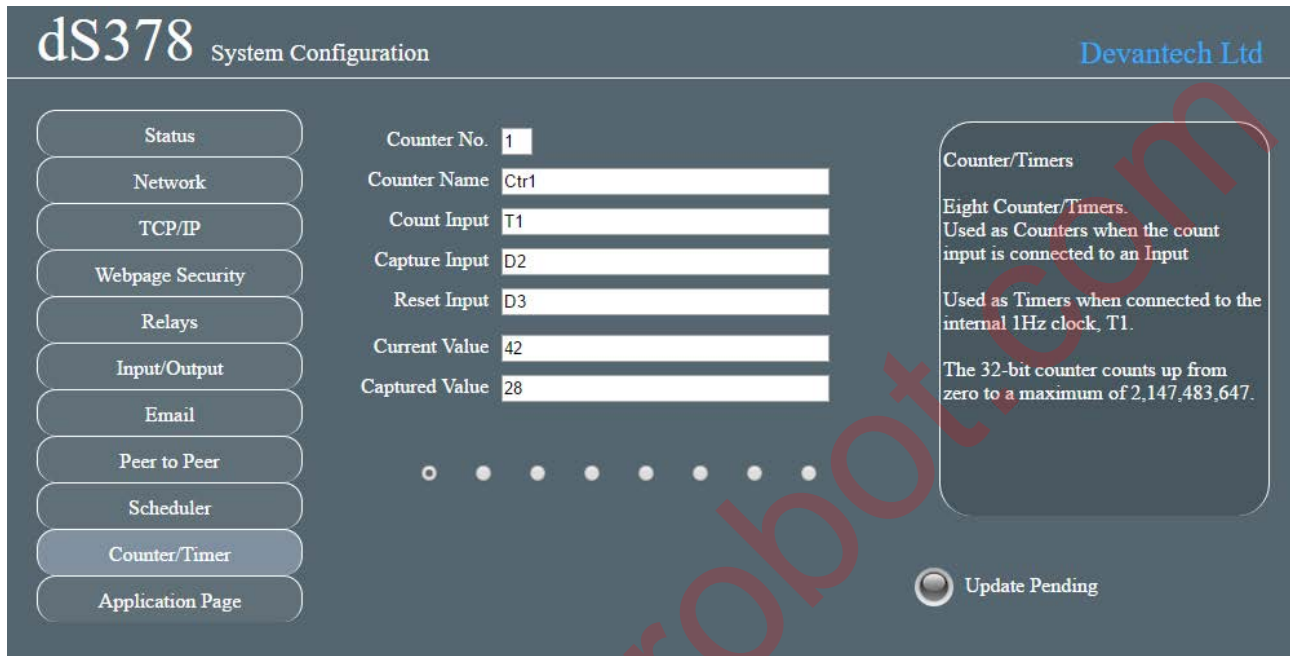 dS378 System Configuration
Devantech Ltd
Status
Network
TCP/IP
Webpage Security
Relays
Input/Output
Email
Peer to Peer
Scheduler
Counter/Timer
Application Page
Counter No. 1
Counter Name Ctr1
Count Input T1
Capture Input D2
Reset Input D3
Current Value 42
Captured Value 28
Counter/Timers
Eight Counter/Timers.
Used as Counters when the count
input is connected to an Input
Used as Timers when connected to the
internal 1Hz clock, T1.
The 32-bit counter counts up from
zero to a maximum of 2,147,483,647.
Update Pending
robot.com